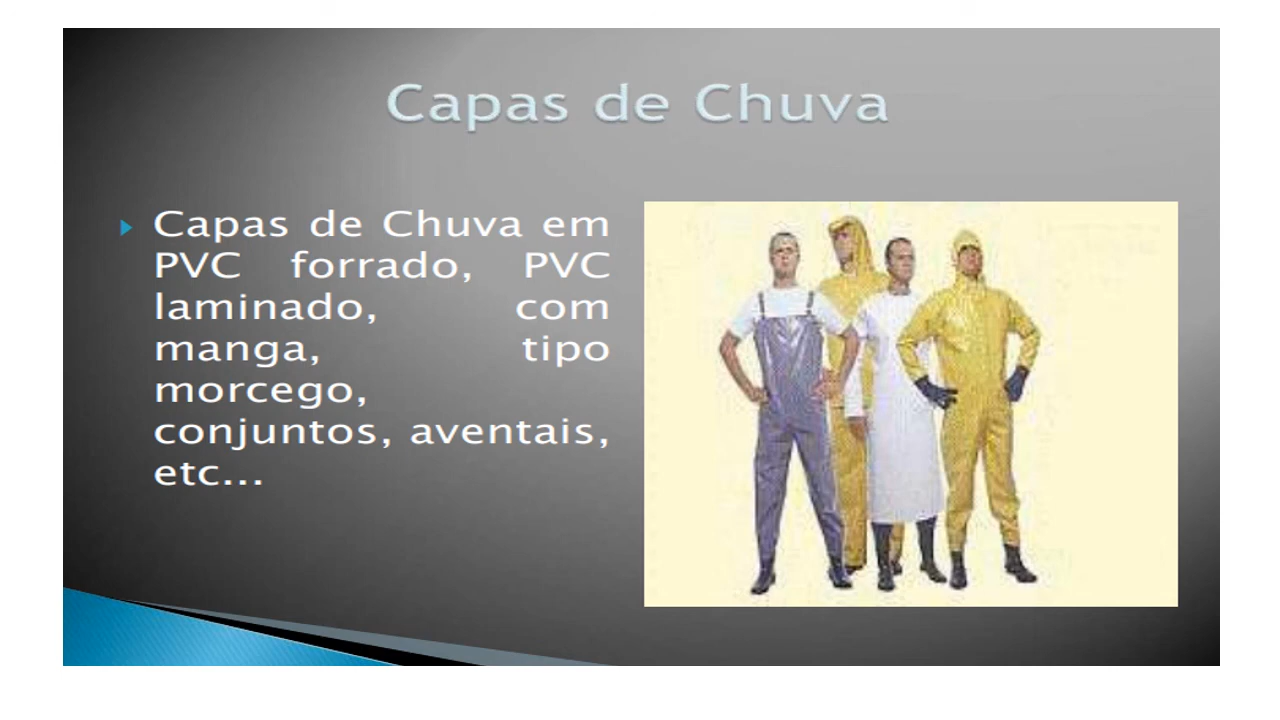 Capas de Chuva
Capas de Chuva em
PVC forrado, PVC
laminado, com
manga, tipo
morcego,
conjuntos, aventais,
etc...